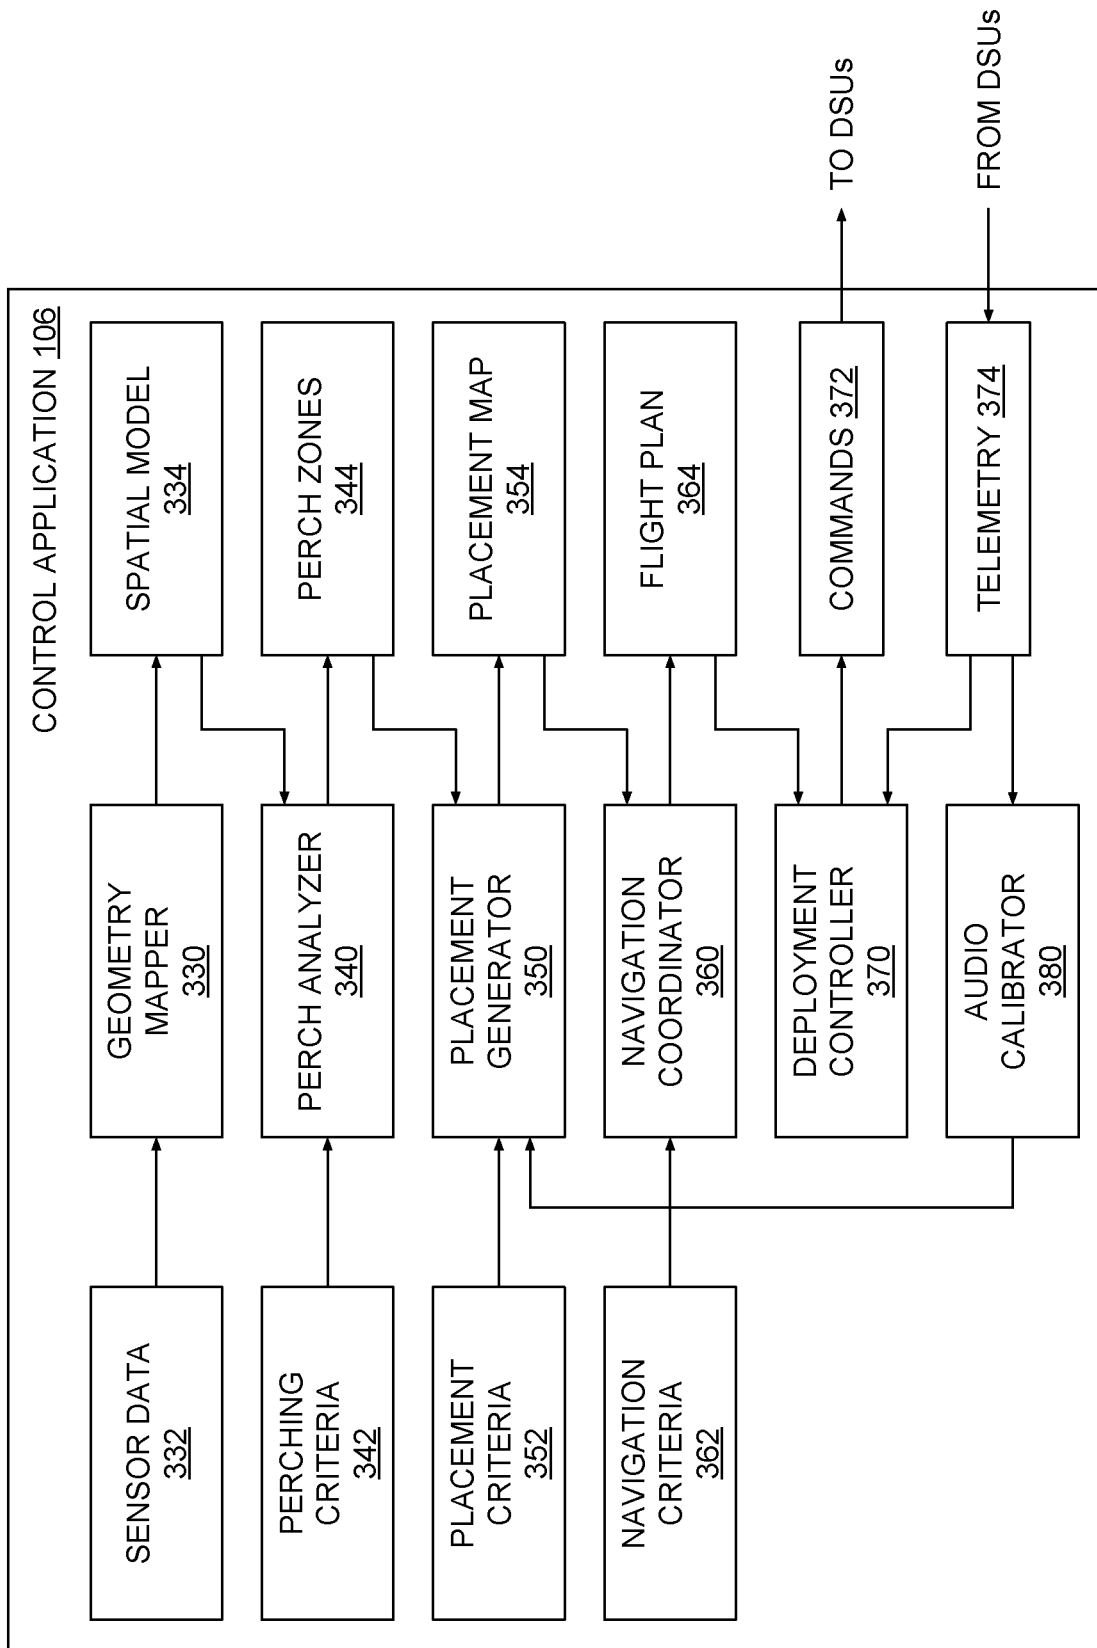 CONTROL APPLICATION 106
SENSOR DATA
332
GEOMETRY
MAPPER
330
SPATIAL MODEL
334
PERCHING
CRITERIA
342
PERCH ANALYZER
340
PERCH ZONES
344
PLACEMENT
CRITERIA
352
PLACEMENT
GENERATOR
350
PLACEMENT MAP
354
NAVIGATION
CRITERIA
362
NAVIGATION
COORDINATOR
360
FLIGHT PLAN
364
DEPLOYMENT
CONTROLLER
370
COMMANDS 372
TO DSUs
AUDIO
CALIBRATOR
380
TELEMETRY 374
FROM DSUs